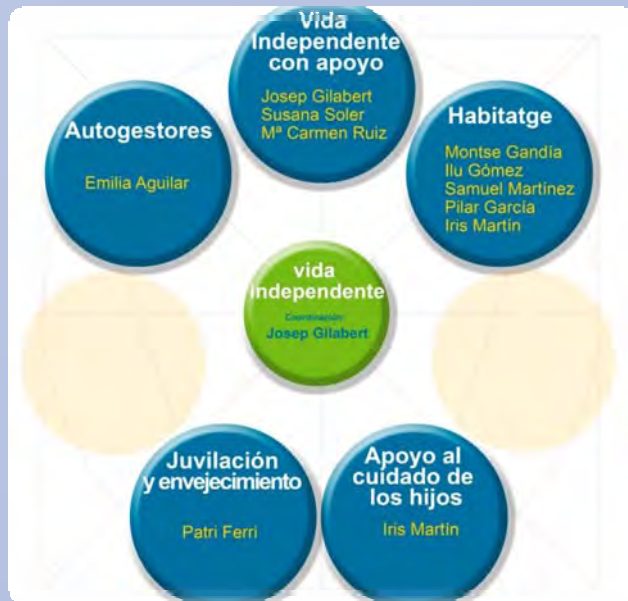 Vida
Independente
con apoyo
Josep Gilabert
Susana Soler
Mª Carmen Ruiz
Autogestores
Emilia Aguilar
Habitatge
Montse Gandía
Ilu Gómez
Samuel Martínez
Pilar García
Iris Martín
vida
independente
Coordinación:
Josep Gilabert
Juvilación
y envejecimiento
Patri Ferri
Apoyo al
cuidado de
los hijos
Iris Martín